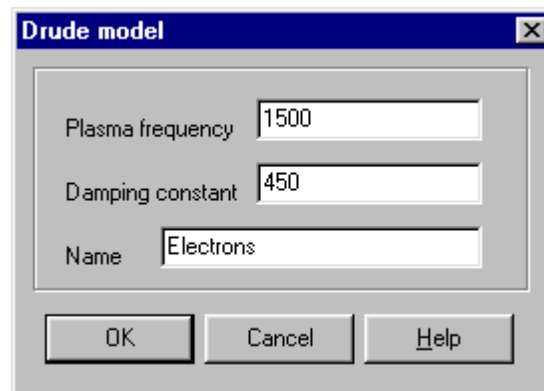 Drude model
Plasma frequency 1500
Damping constant 450
Name Electrons
OK Cancel Help